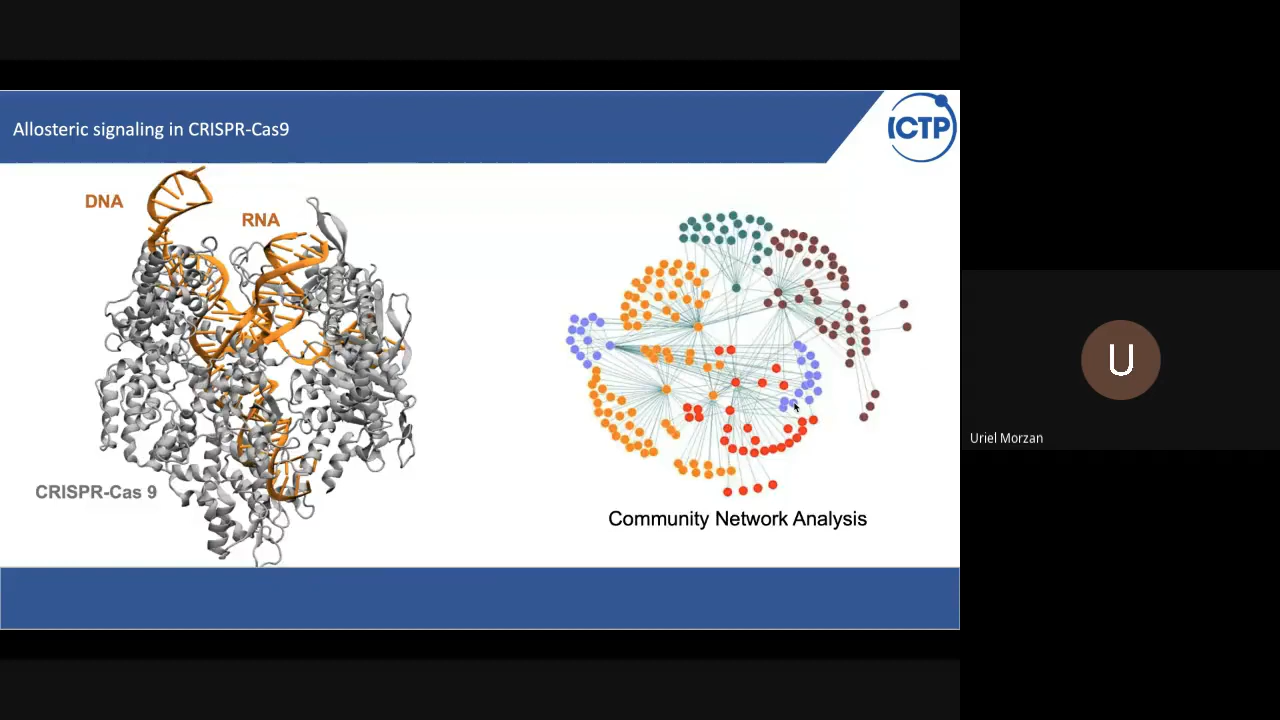 Allosteric signaling in CRISPR-Cas9
ICTP
DNA
RNA
CRISPR-Cas 9
Community Network Analysis
U
Uriel Morzan